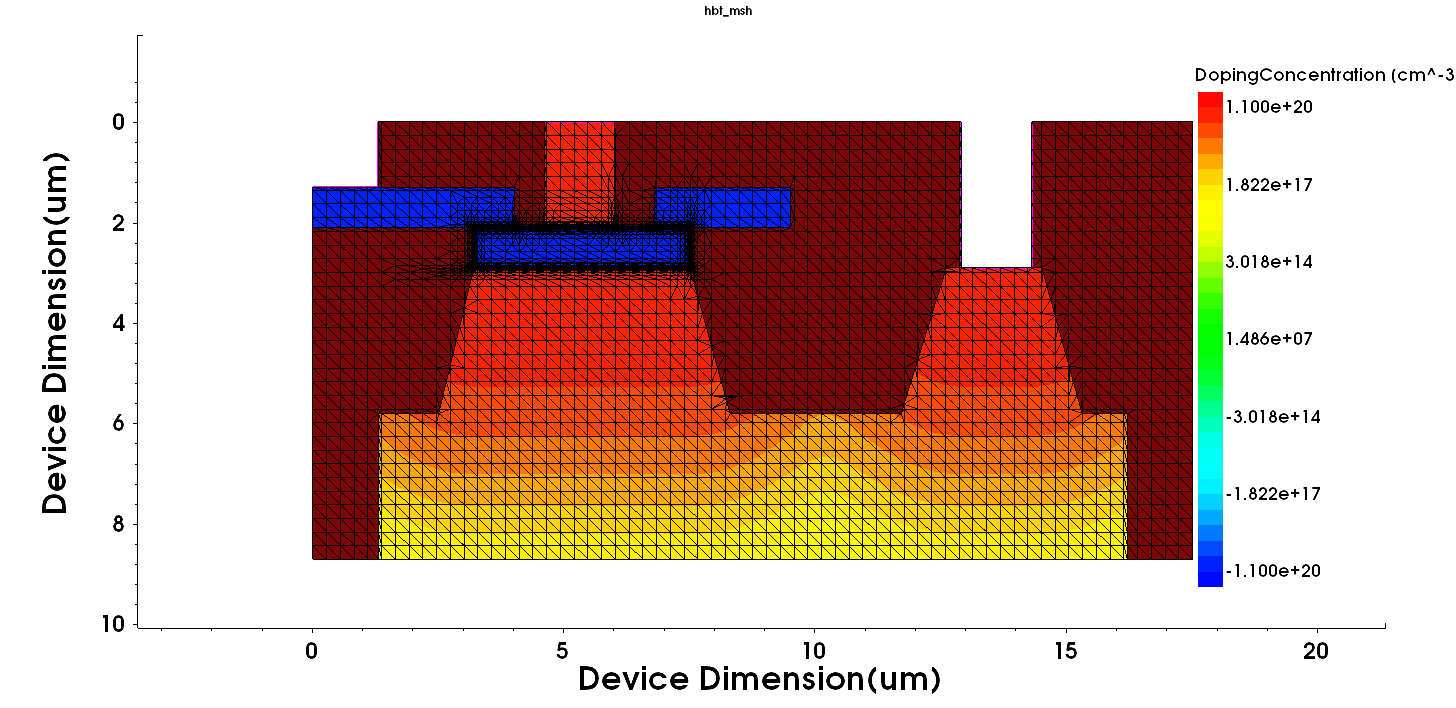 hbt_msh
DopingConcentration (cm^-3
1.100e+20
1.822e+17
3.018e+14
1.486e+07
-3.018e+14
-1.822e+17
-1.100e+20
Device Dimension(um)
0
2
4
6
8
10
0
5
10
15
20
Device Dimension(um)